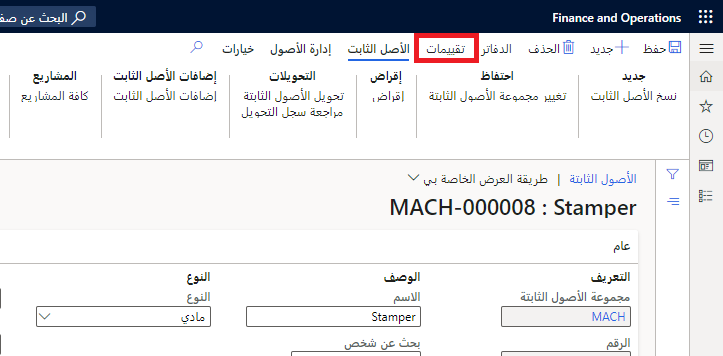 Finance and Operations
البحث عن صف
حفظ
جديد
الحذف
الدفاتر
تقييمات
الأصل الثابت
إدارة الأصول
خيارات
جديد
نسخ الأصل الثابت
احتفاظ
تغيير مجموعة الأصول الثابتة
إقراض
إقراض
التحويلات
تحويل الأصول الثابتة
مراجعة سجل التحويل
إضافات الأصل الثابت
إضافات الأصل الثابت
المشاريع
كافة المشاريع
الأصول الثابتة | طريقة العرض الخاصة بي
MACH-000008 : Stamper
عام
التعريف
مجموعة الأصول الثابتة
MACH
الرقم
الوصف
الاسم
Stamper
بحث عن شخص
النوع
النوع
مادي